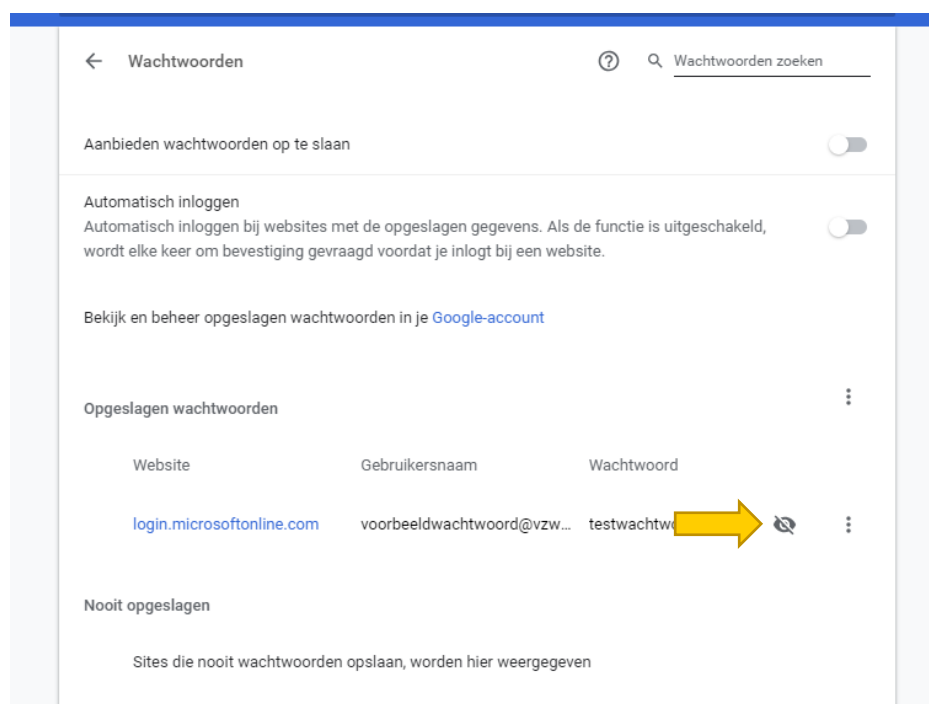 Wachtwoorden
Wachtwoorden zoeken
Aanbieden wachtwoorden op te slaan
Automatisch inloggen
Automatisch inloggen bij websites met de opgeslagen gegevens. Als de functie is uitgeschakeld,
wordt elke keer om bevestiging gevraagd voordat je inlogt bij een website.
Bekijk en beheer opgeslagen wachtwoorden in je Google-account
Opgeslagen wachtwoorden
Website Gebruikersnaam Wachtwoord
login.microsoftonline.com voorbeeldwachtwoord@vzw... testwachtw
Nooit opgeslagen
Sites die nooit wachtwoorden opslaan, worden hier weergegeven